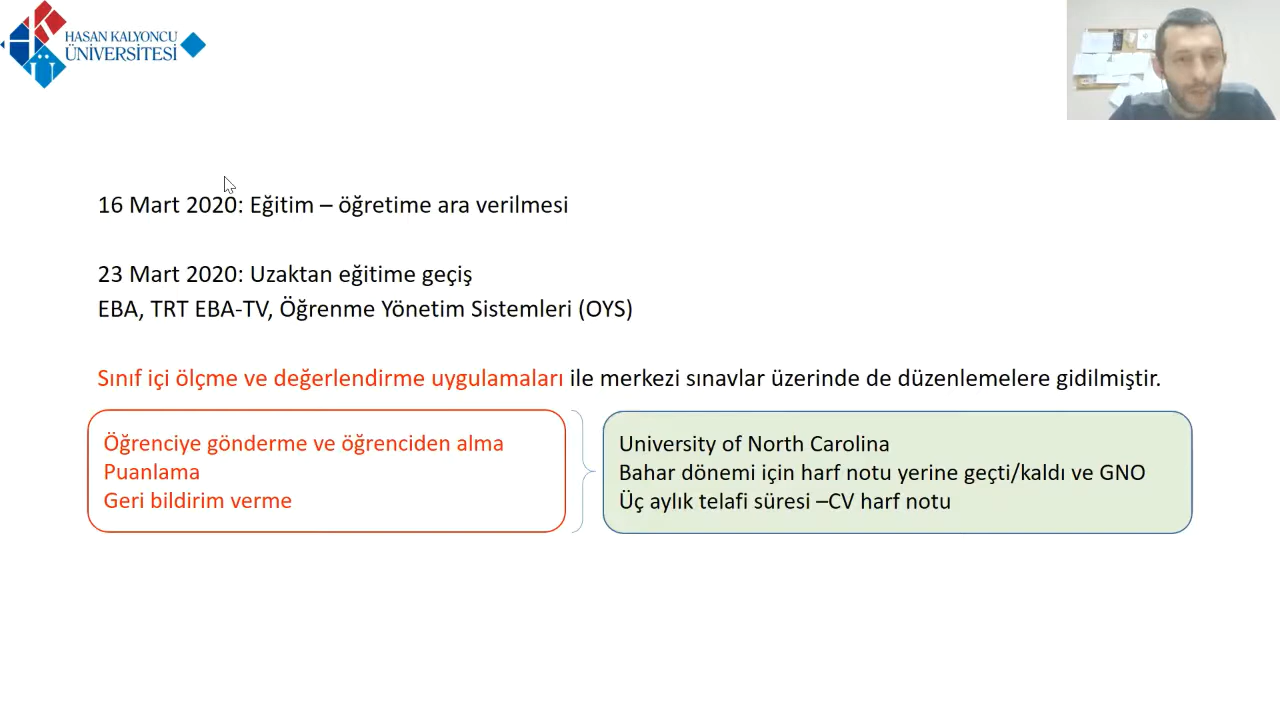 HASAN KALYONCU
ÜNİVERSİTESİ
16 Mart 2020: Eğitim – öğretime ara verilmesi
23 Mart 2020: Uzaktan eğitime geçiş
EBA, TRT EBA-TV, Öğrenme Yönetim Sistemleri (OYS)
Sınıf içi ölçme ve değerlendirme uygulamaları ile merkezi sınavlar üzerinde de düzenlemelere gidilmiştir.
Öğrenciye gönderme ve öğrenciden alma
Puanlama
Geri bildirim verme
University of North Carolina
Bahar dönemi için harf notu yerine geçti/kaldı ve GNO
Üç aylık telafi süresi –CV harf notu